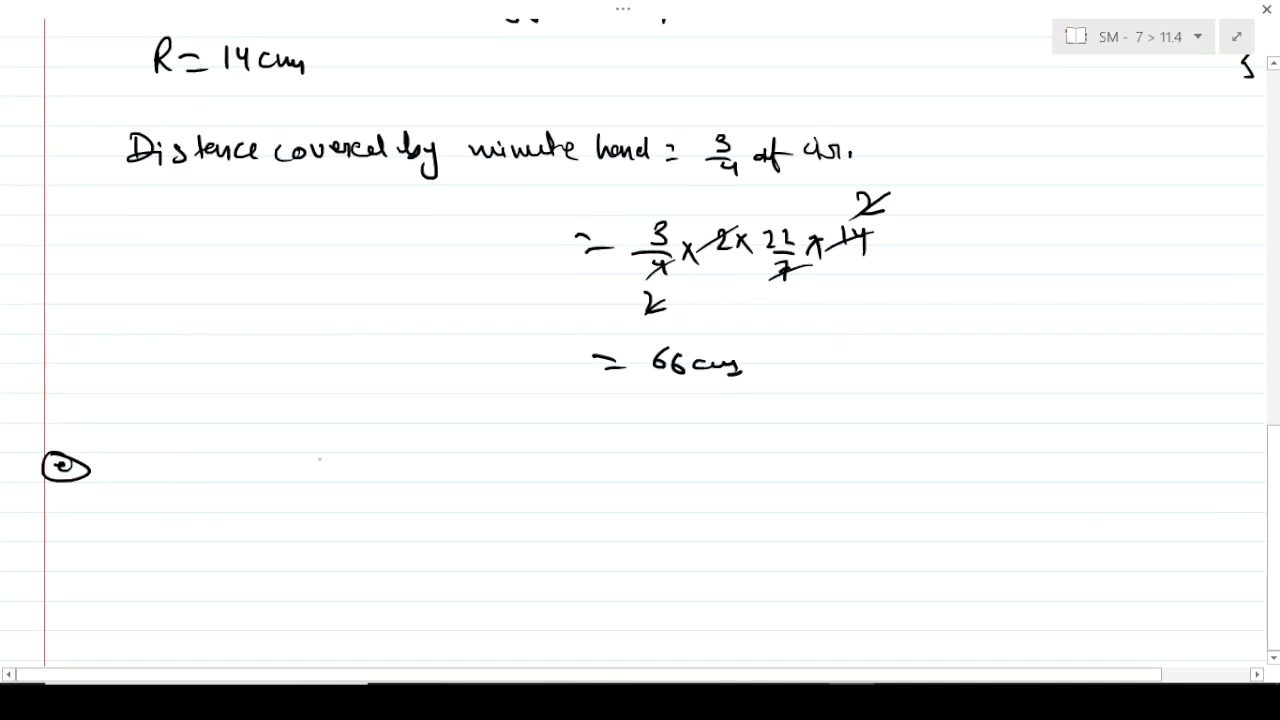 SM - 7 > 11.4
R = 14 cm
Distance covered by minute hand = 3/4 of cir.
= 3/4 × 2 × 22/7 × 14 2
2
= 66 cm
e